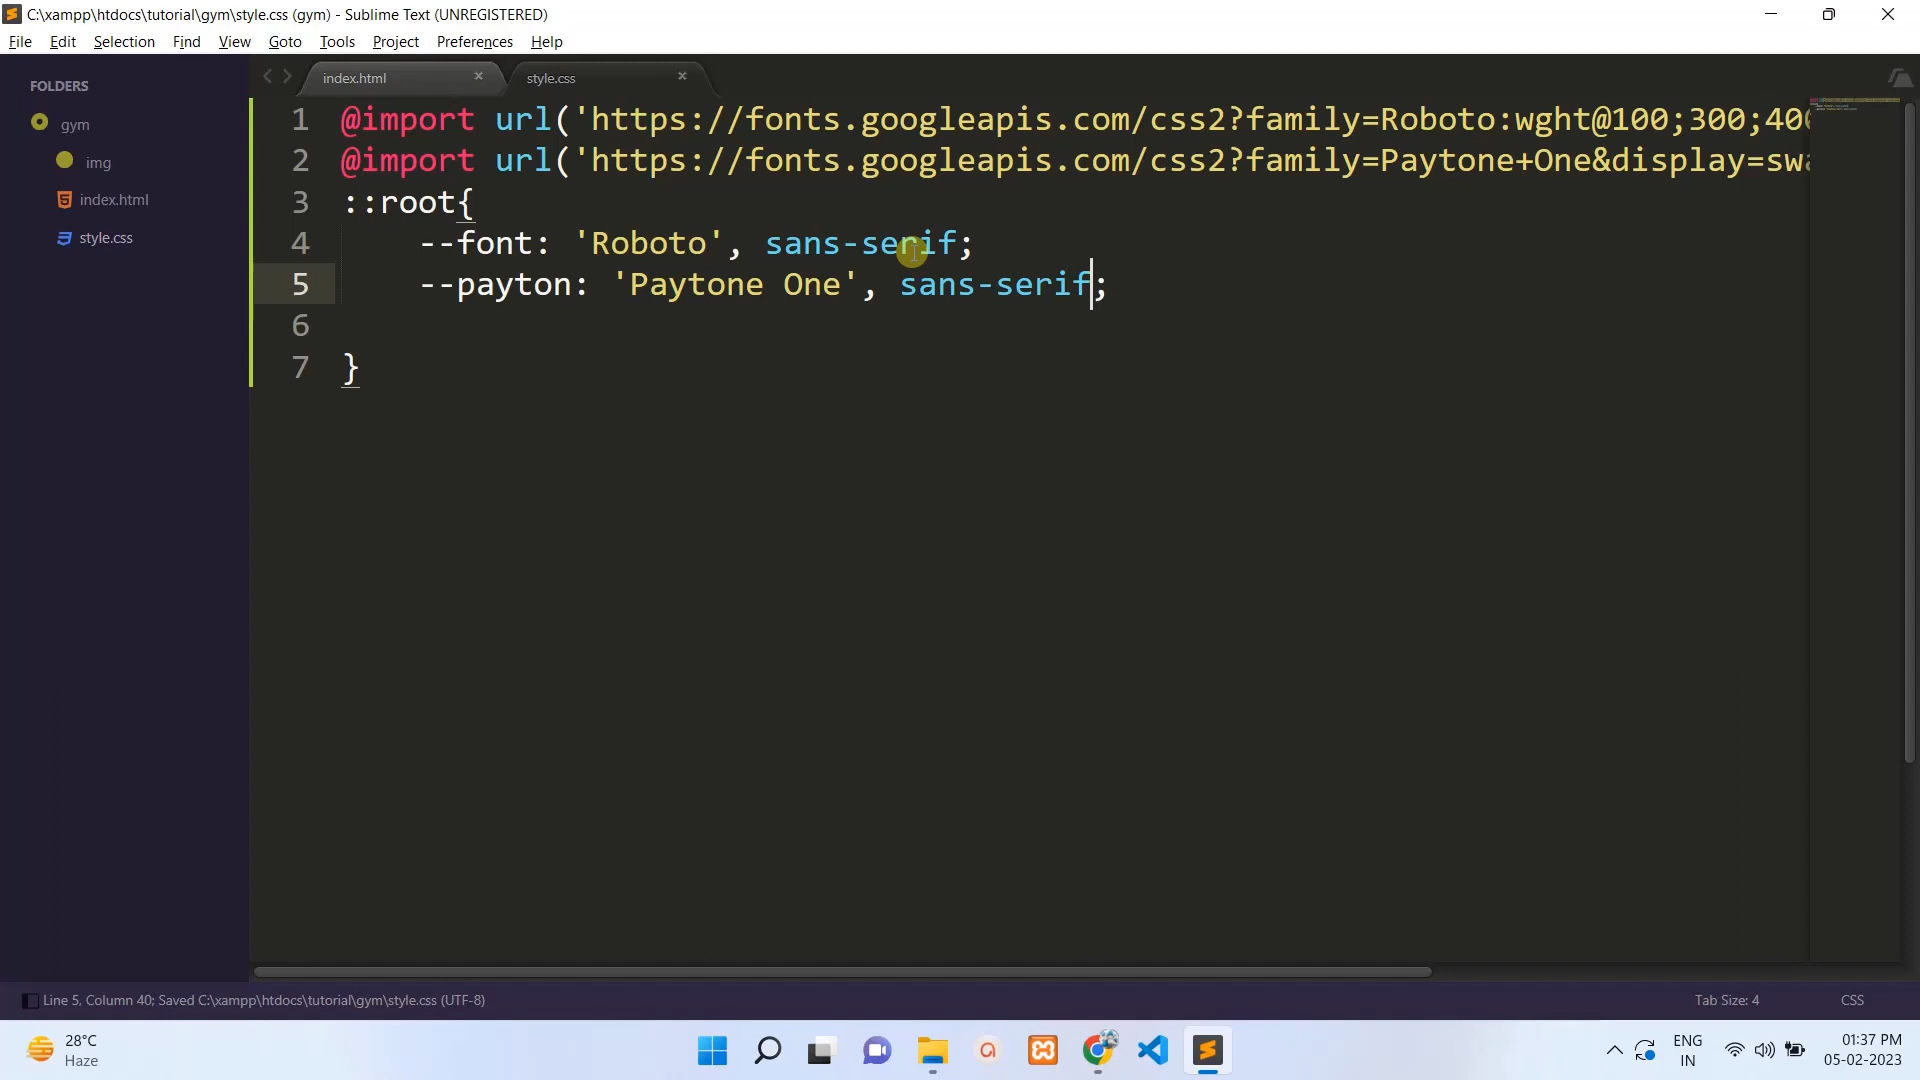 C:\xampp\htdocs\tutorial\gym\style.css (gym) - Sublime Text (UNREGISTERED)
File Edit Selection Find View Goto Tools Project Preferences Help
FOLDERS
gym
img
index.html
style.css
index.html
style.css
1 @import url('https://fonts.googleapis.com/css2?family=Roboto:wght@100;300;400
2 @import url('https://fonts.googleapis.com/css2?family=Paytone+One&display=swa
3 ::root{
4 --font: 'Roboto', sans-serif;
5 --payton: 'Paytone One', sans-serif;
6
7 }
Line 5, Column 40; Saved C:\xampp\htdocs\tutorial\gym\style.css (UTF-8)
Tab Size: 4
CSS
28°C
Haze
ENG
IN
01:37 PM
05-02-2023